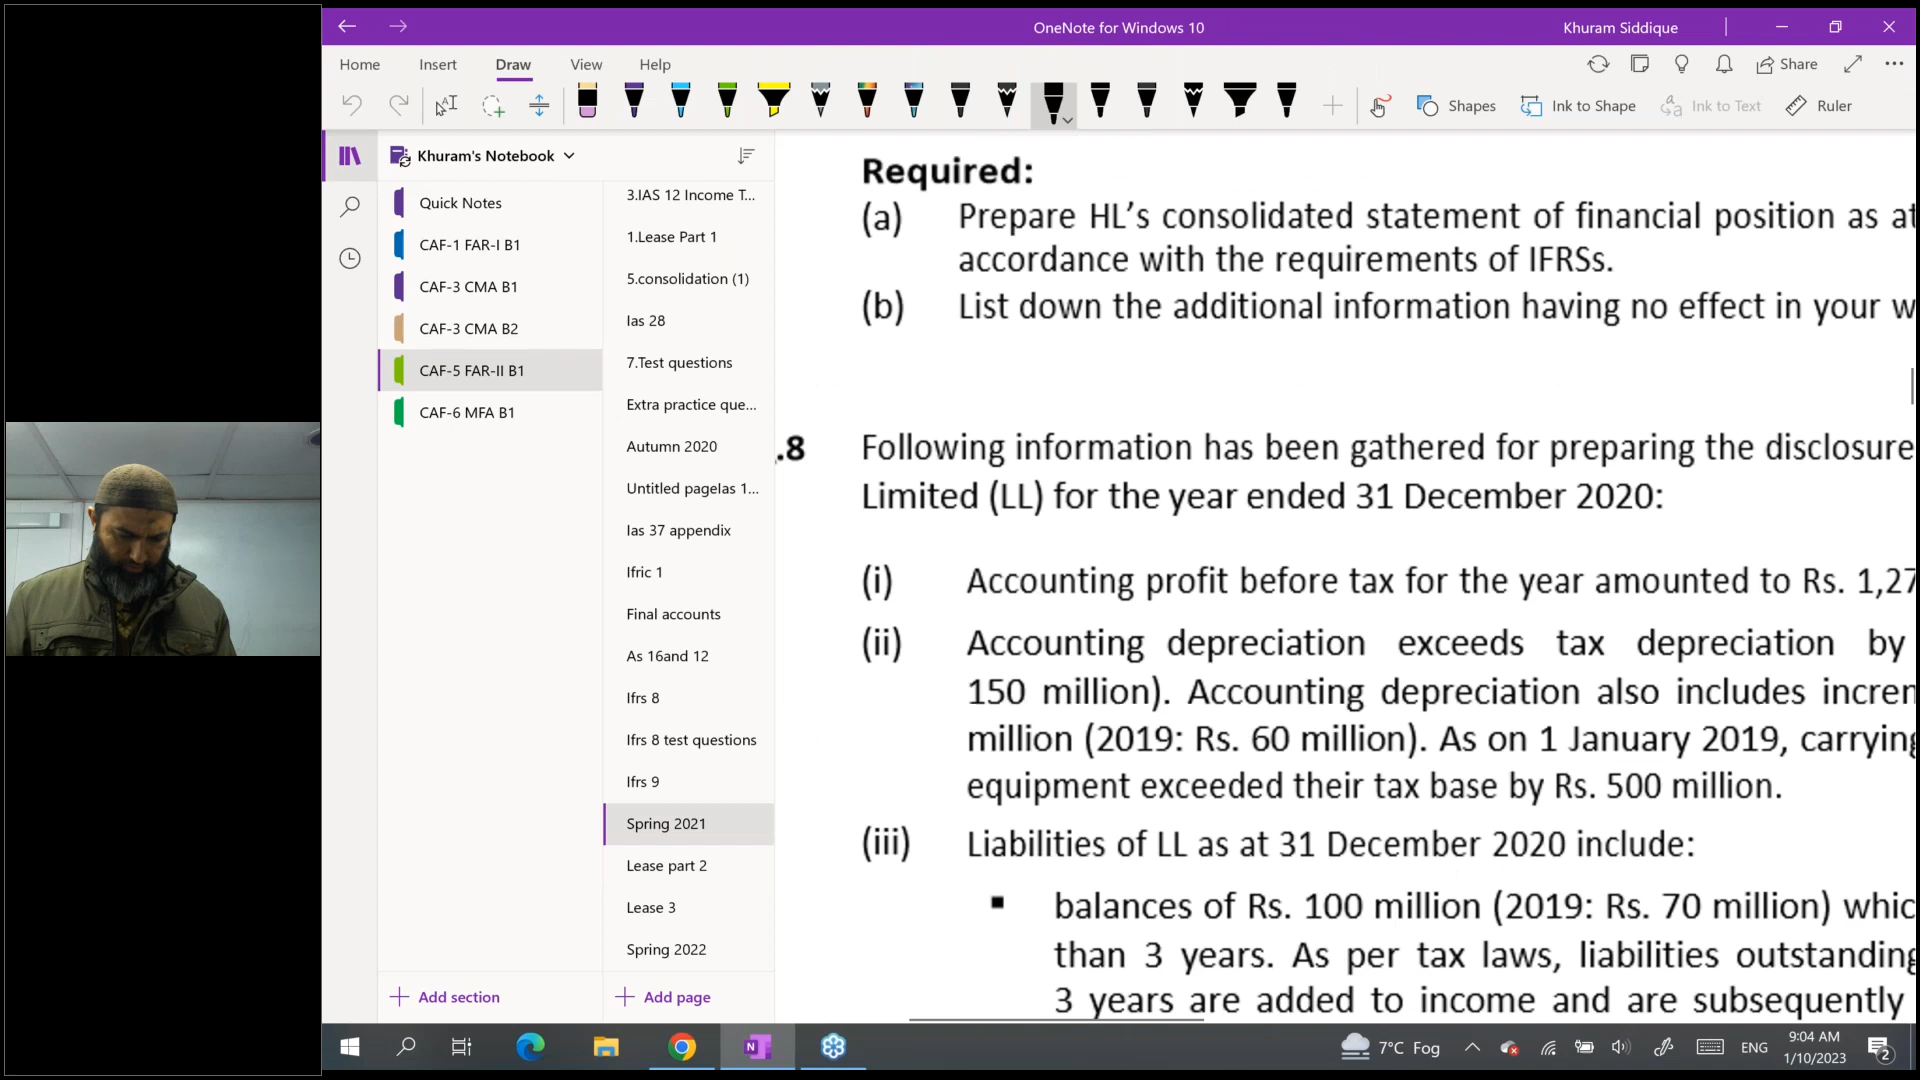 OneNote for Windows 10
Khuram Siddique
Home
Insert
Draw
View
Help
Share
Shapes
Ink to Shape
Ink to Text
Ruler
Khuram's Notebook
Quick Notes
CAF-1 FAR-I B1
CAF-3 CMA B1
CAF-3 CMA B2
CAF-5 FAR-II B1
CAF-6 MFA B1
Add section
3.IAS 12 Income T...
1.Lease Part 1
5.consolidation (1)
Ias 28
7.Test questions
Extra practice que...
Autumn 2020
Untitled pageIas 1...
Ias 37 appendix
Ifric 1
Final accounts
As 16and 12
Ifrs 8
Ifrs 8 test questions
Ifrs 9
Spring 2021
Lease part 2
Lease 3
Spring 2022
Add page
Required:
(a) Prepare HL's consolidated statement of financial position as at
accordance with the requirements of IFRSs.
(b) List down the additional information having no effect in your w
.8 Following information has been gathered for preparing the disclosure
Limited (LL) for the year ended 31 December 2020:
(i) Accounting profit before tax for the year amounted to Rs. 1,27
(ii) Accounting depreciation exceeds tax depreciation by
150 million). Accounting depreciation also includes increm
million (2019: Rs. 60 million). As on 1 January 2019, carrying
equipment exceeded their tax base by Rs. 500 million.
(iii) Liabilities of LL as at 31 December 2020 include:
▪ balances of Rs. 100 million (2019: Rs. 70 million) whic
than 3 years. As per tax laws, liabilities outstanding
3 years are added to income and are subsequently
7°C Fog
ENG
9:04 AM
1/10/2023
2